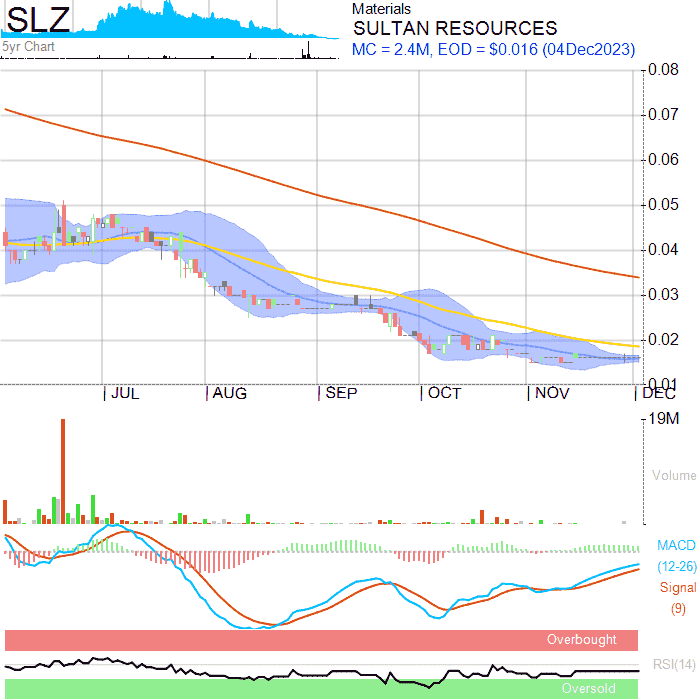 SLZ
5yr Chart
Materials
SULTAN RESOURCES
MC = 2.4M, EOD = $0.016 (04Dec2023)
0.08
0.07
0.06
0.05
0.04
0.03
0.02
0.01
JUL AUG SEP OCT NOV DEC
19M
Volume
MACD
(12-26)
Signal
(9)
Overbought
RSI(14)
Oversold